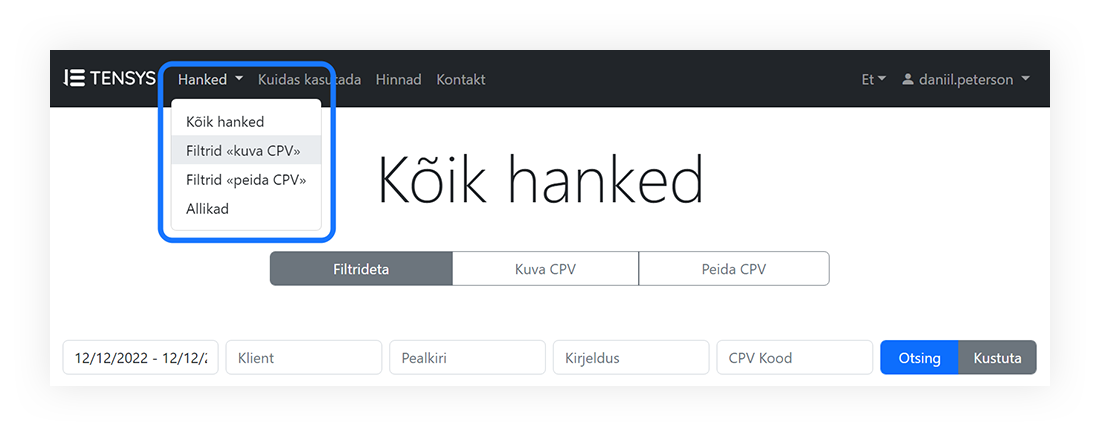 TENSYS Hanked Kuidas kasutada Hinnad Kontakt Et daniil.peterson
Kõik hanked
Filtrid «kuva CPV»
Filtrid «peida CPV»
Allikad
Kõik hanked
Filtrideta Kuva CPV Peida CPV
12/12/2022 - 12/12/ Klient Pealkiri Kirjeldus CPV Kood Otsing Kustuta